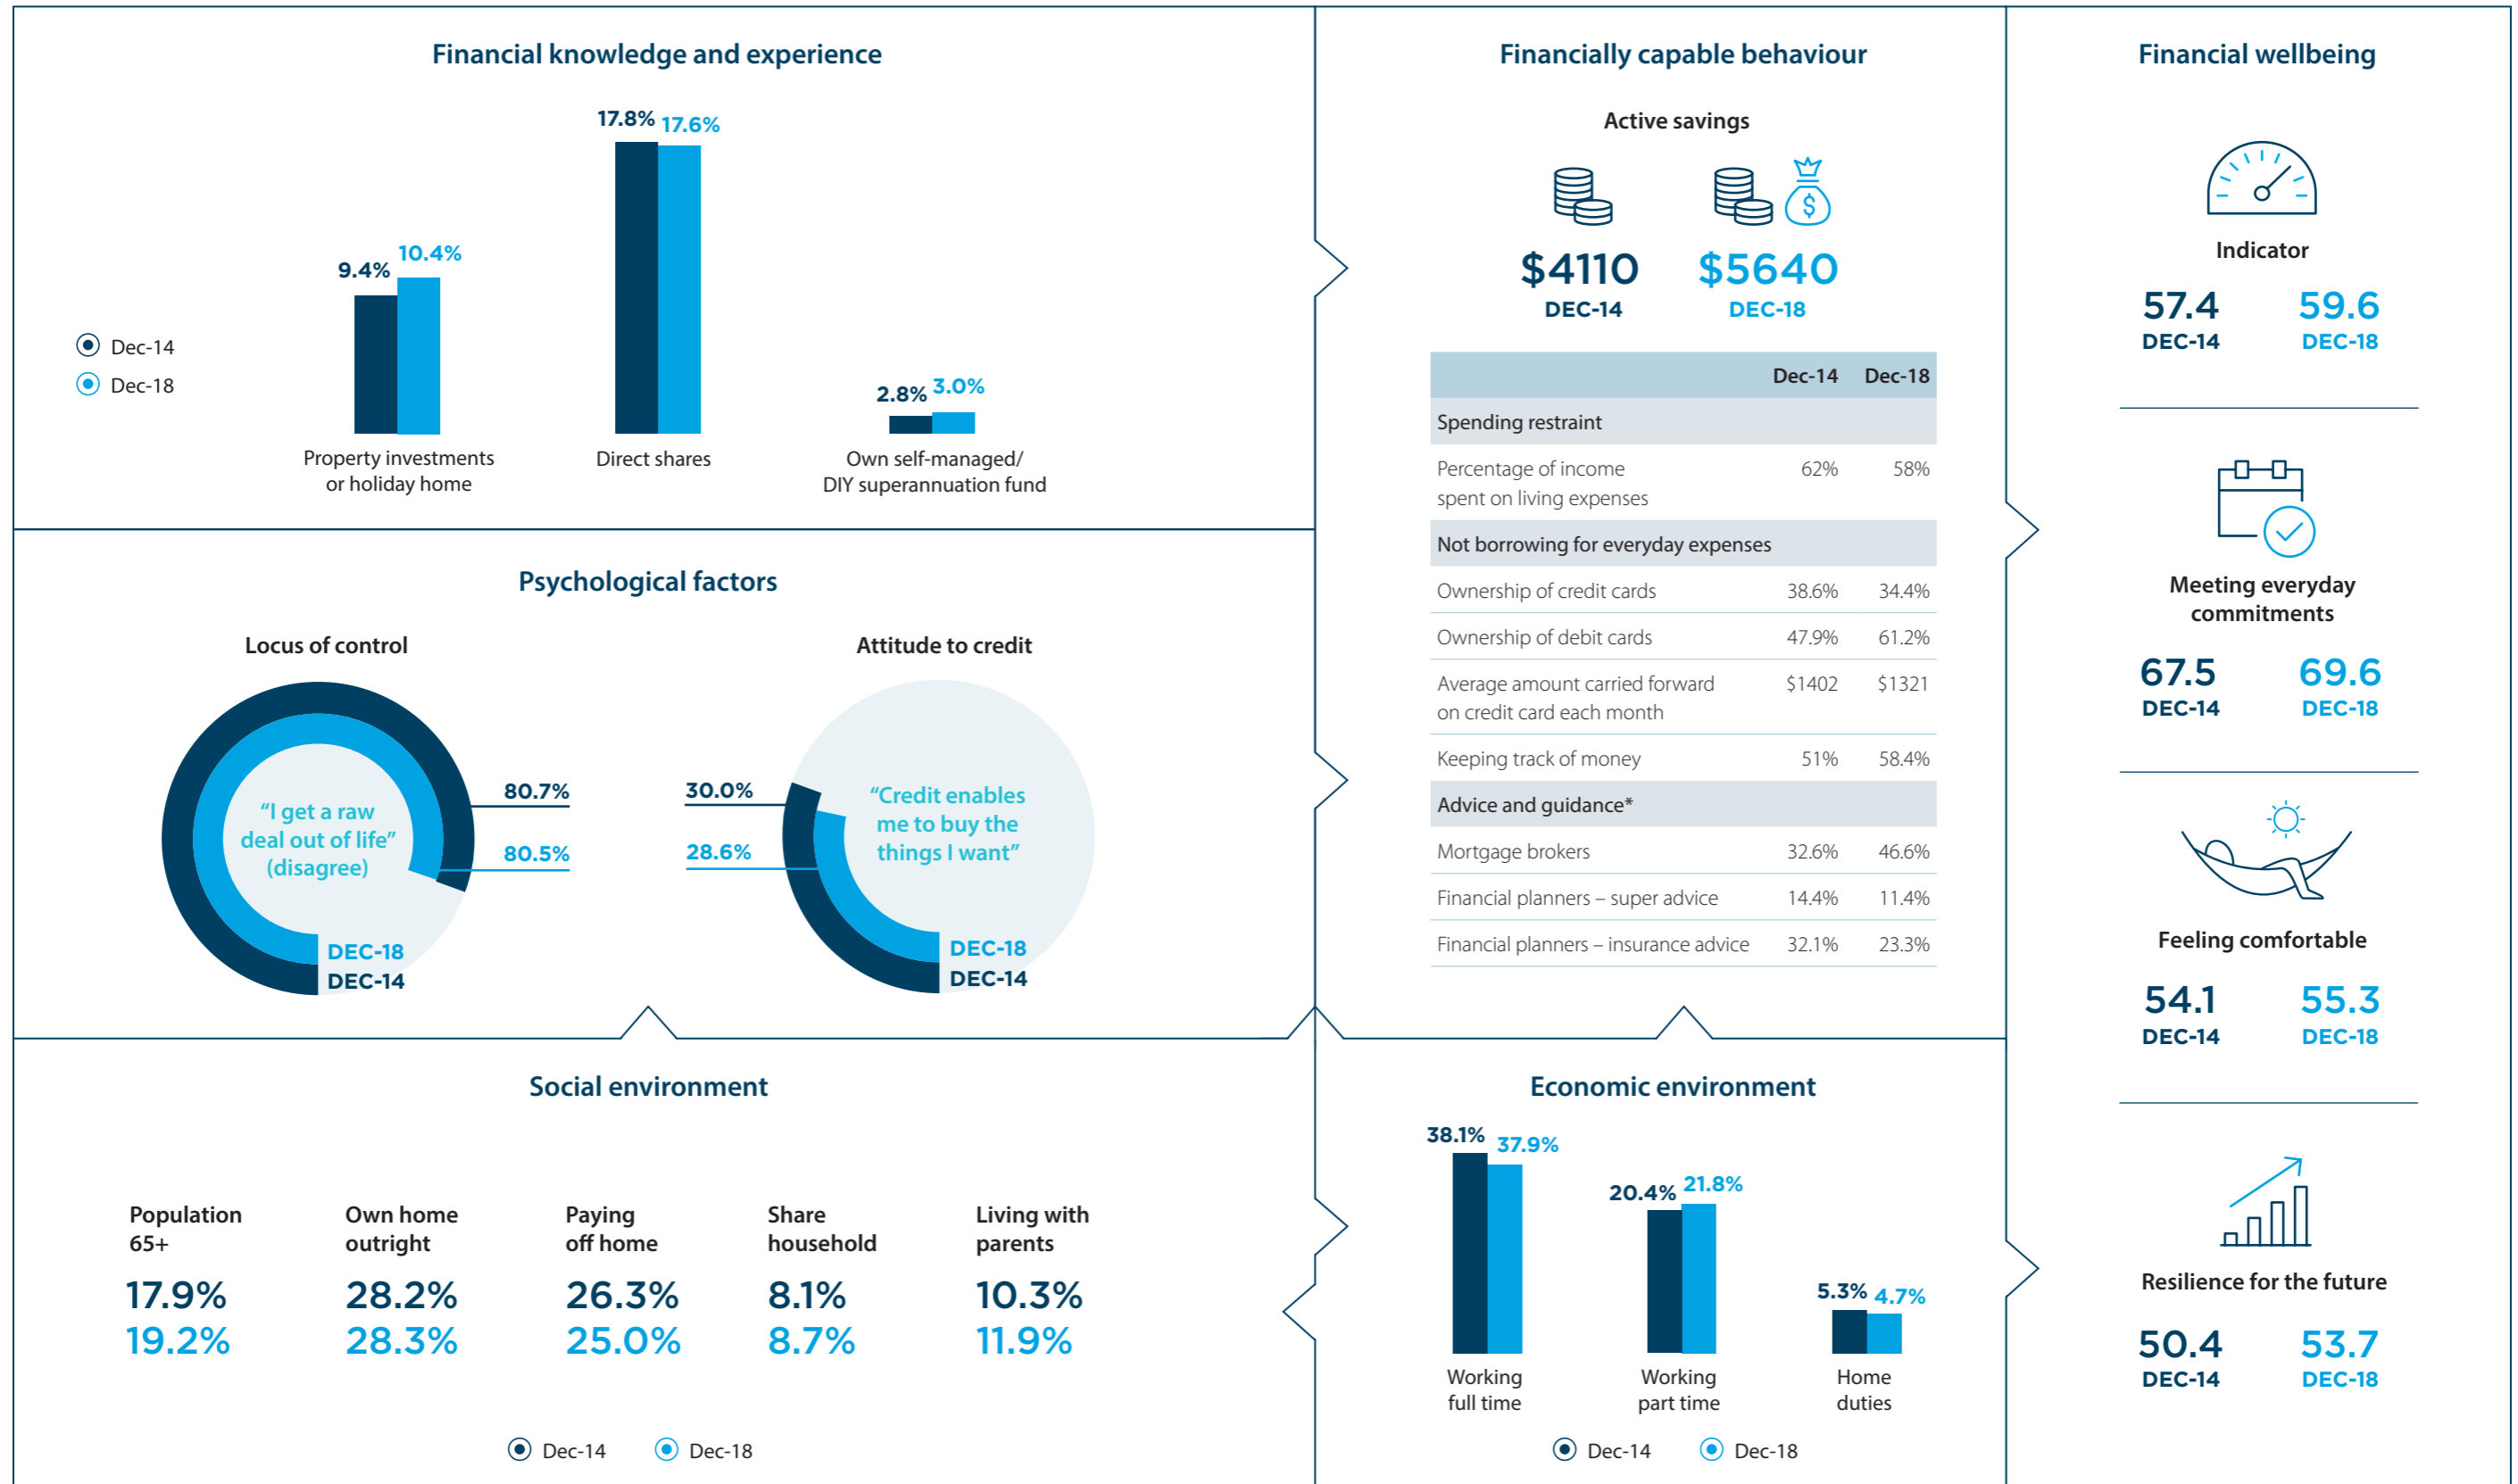 Financial knowledge and experience
17.8% 17.6%
9.4% 10.4%
2.8% 3.0%
Dec-14
Dec-18
Property investments
or holiday home
Direct shares
Own self-managed/
DIY superannuation fund
Psychological factors
Locus of control
"I get a raw
deal out of life"
(disagree)
80.7%
80.5%
DEC-18
DEC-14
Attitude to credit
30.0%
28.6%
"Credit enables
me to buy the
things I want"
DEC-18
DEC-14
Social environment
Population
65+
17.9%
19.2%
Own home
outright
28.2%
28.3%
Paying
off home
26.3%
25.0%
Share
household
8.1%
8.7%
Living with
parents
10.3%
11.9%
Dec-14 Dec-18
Financially capable behaviour
Active savings
$
$4110 $5640
DEC-14 DEC-18
Dec-14 Dec-18
Spending restraint
Percentage of income 62% 58%
spent on living expenses
Not borrowing for everyday expenses
Ownership of credit cards 38.6% 34.4%
Ownership of debit cards 47.9% 61.2%
Average amount carried forward $1402 $1321
on credit card each month
Keeping track of money 51% 58.4%
Advice and guidance*
Mortgage brokers 32.6% 46.6%
Financial planners – super advice 14.4% 11.4%
Financial planners – insurance advice 32.1% 23.3%
Economic environment
38.1% 37.9%
20.4% 21.8%
5.3% 4.7%
Working
full time
Working
part time
Home
duties
Dec-14 Dec-18
Financial wellbeing
Indicator
57.4 59.6
DEC-14 DEC-18
Meeting everyday
commitments
67.5 69.6
DEC-14 DEC-18
Feeling comfortable
54.1 55.3
DEC-14 DEC-18
Resilience for the future
50.4 53.7
DEC-14 DEC-18